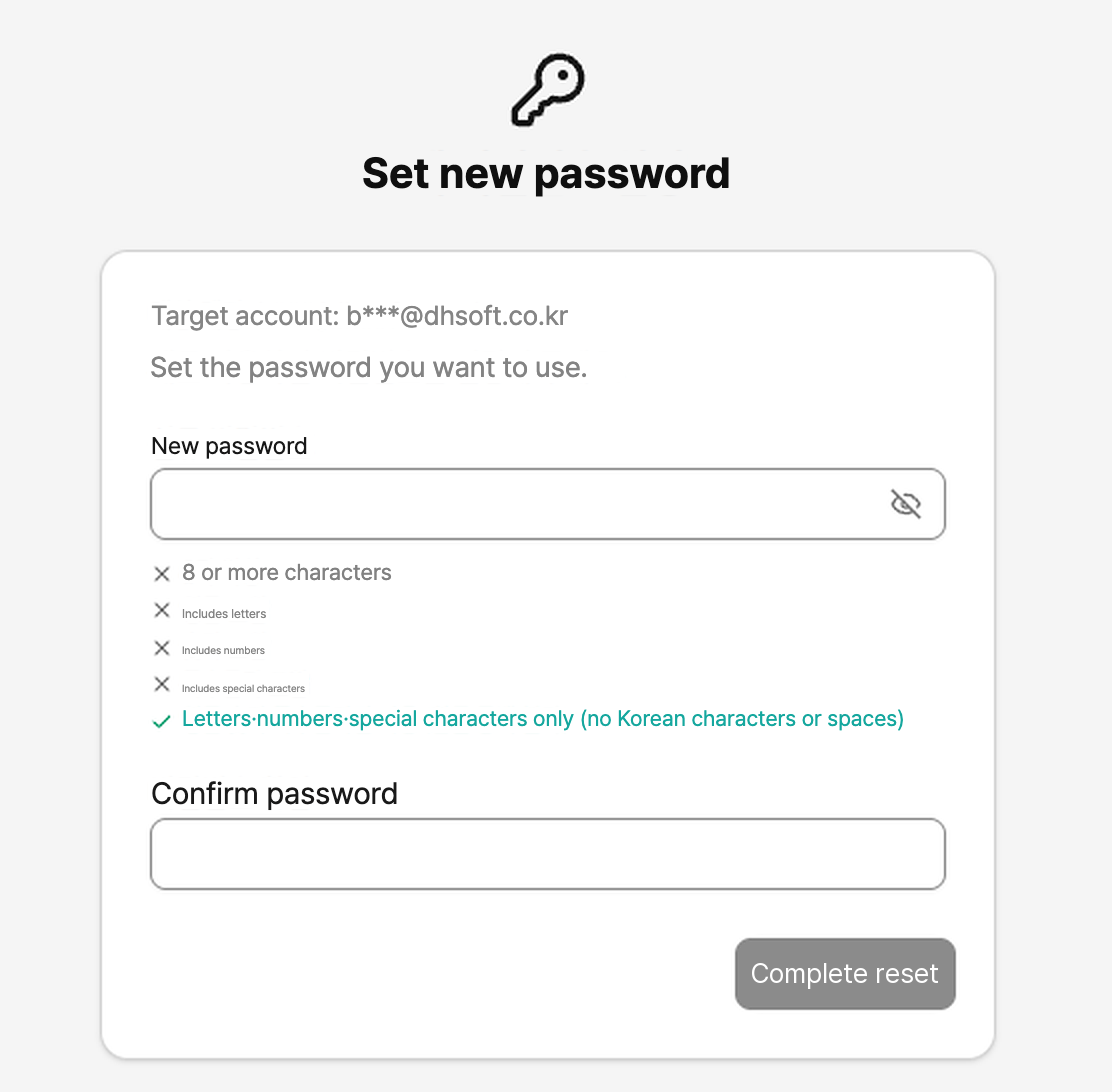 Set new password
Target account: b***@dhsoft.co.kr
Set the password you want to use.
New password
8 or more characters
Includes letters
Includes numbers
Includes special characters
Letters·numbers·special characters only (no Korean characters or spaces)
Confirm password
Complete reset